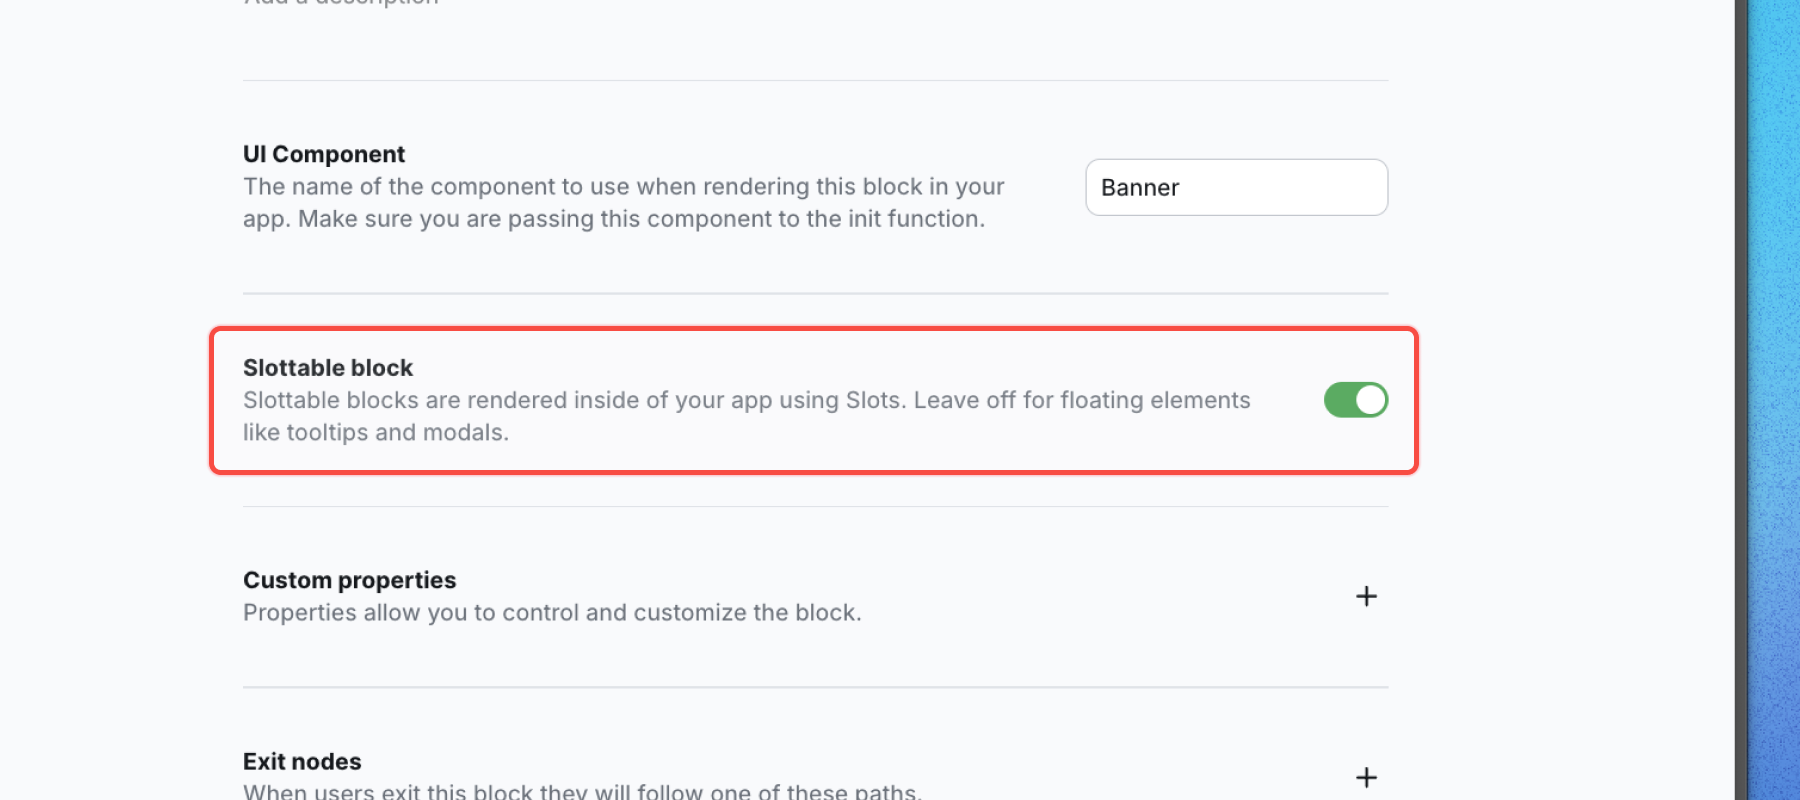 Add a description
UI Component
The name of the component to use when rendering this block in your
app. Make sure you are passing this component to the init function.
Banner
Slottable block
Slottable blocks are rendered inside of your app using Slots. Leave off for floating elements
like tooltips and modals.
Custom properties
Properties allow you to control and customize the block.
Exit nodes
When users exit this block they will follow one of these paths.